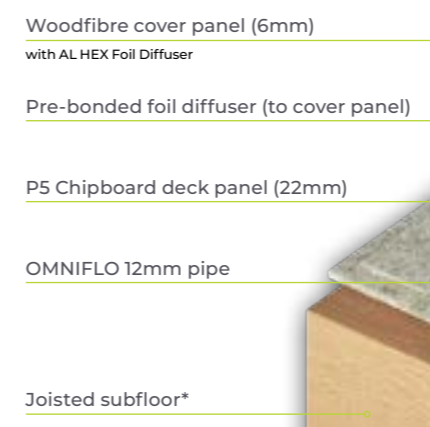 Woodfibre cover panel (6mm)
with AL HEX Foil Diffuser
Pre-bonded foil diffuser (to cover panel)
P5 Chipboard deck panel (22mm)
OMNIFLO 12mm pipe
Joisted subfloor*